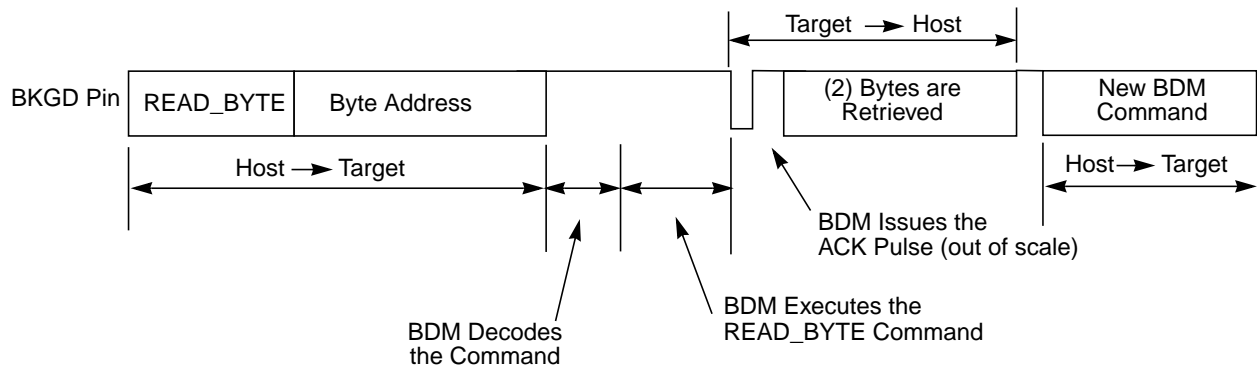 Target → Host
BKGD Pin
READ_BYTE
Byte Address
(2) Bytes are
Retrieved
New BDM
Command
Host → Target
Host → Target
BDM Issues the
ACK Pulse (out of scale)
BDM Decodes
the Command
BDM Executes the
READ_BYTE Command